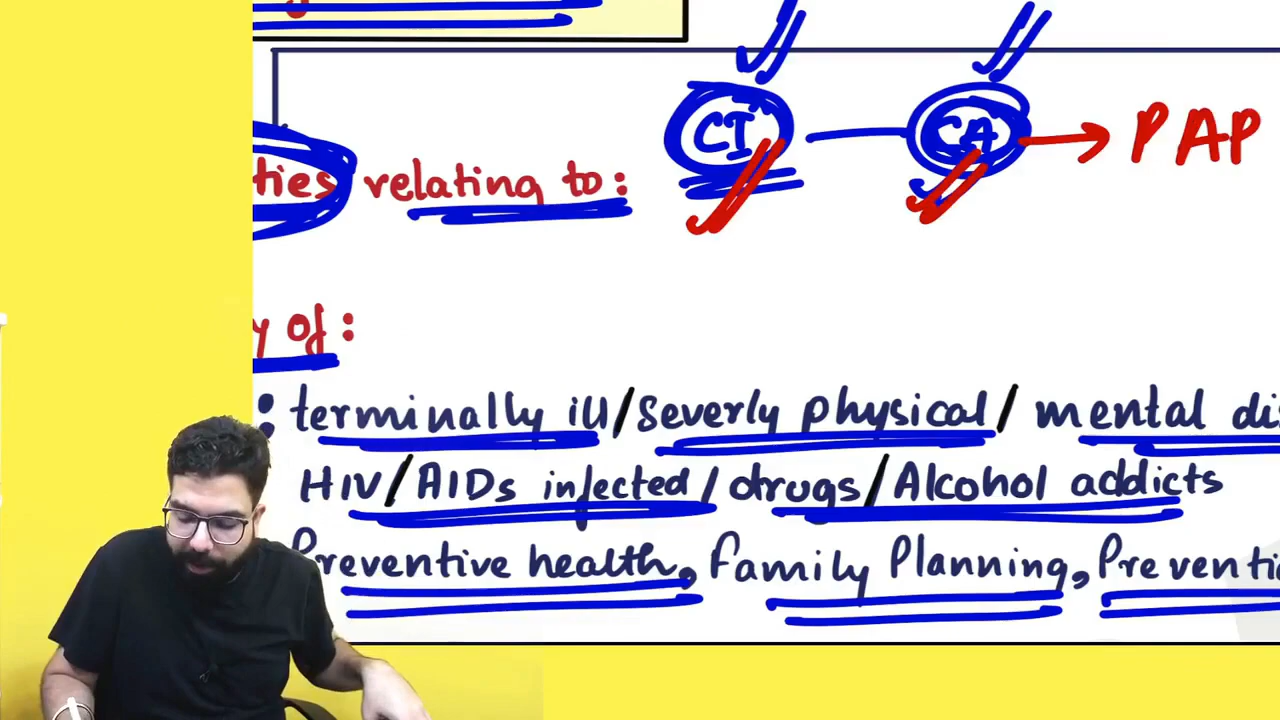 CI — CA → PAP
ties relating to:
y of:
: terminally ill/severly physical/ mental dis
HIV/AIDs infected/drugs/Alcohol addicts
Preventive health, Family Planning, Preventi